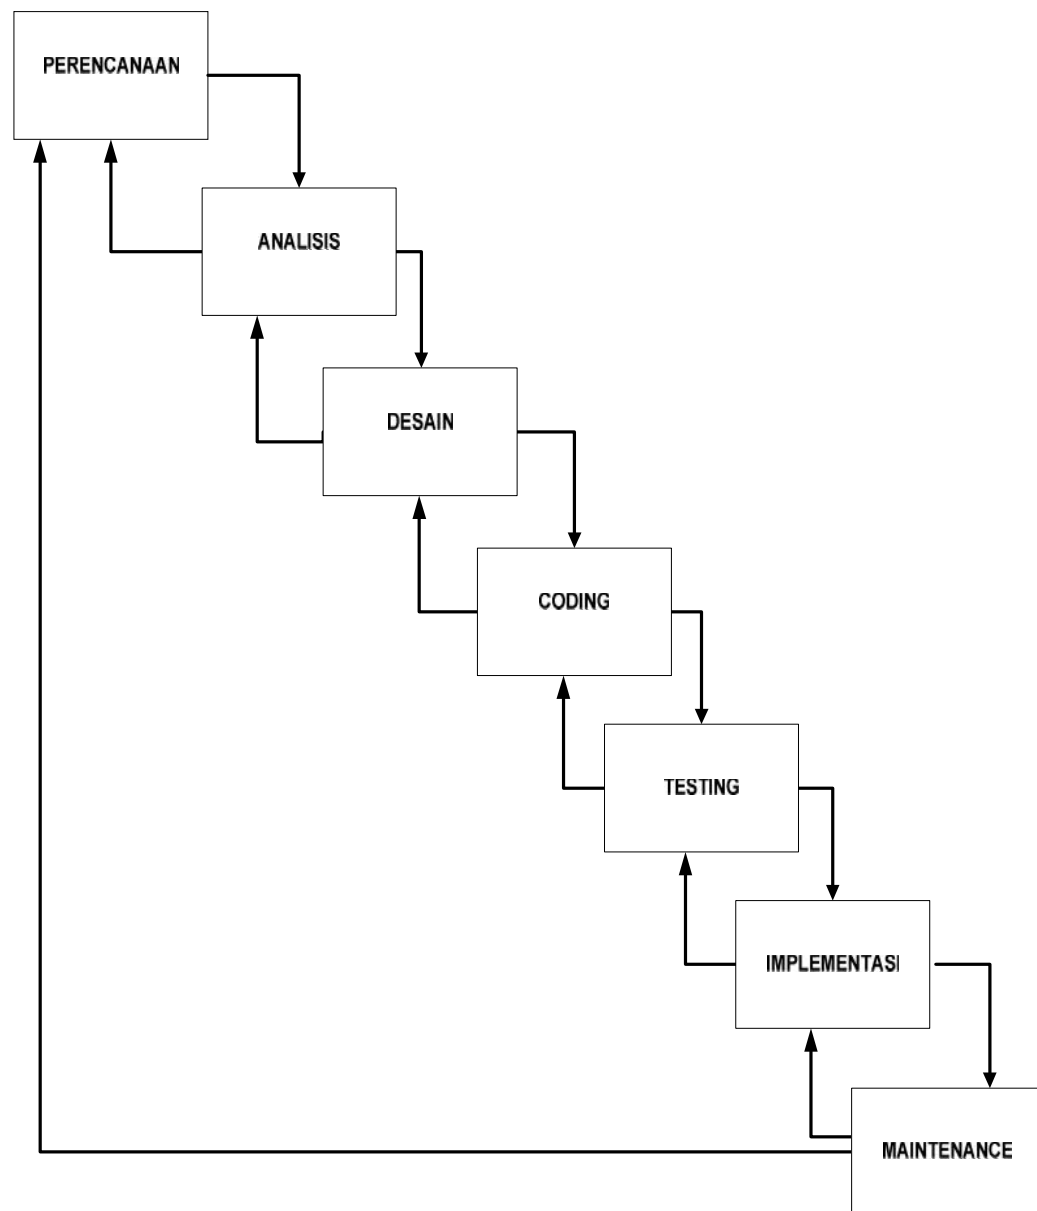 PERENCANAAN
ANALISIS
DESAIN
CODING
TESTING
IMPLEMENTASI
MAINTENANCE